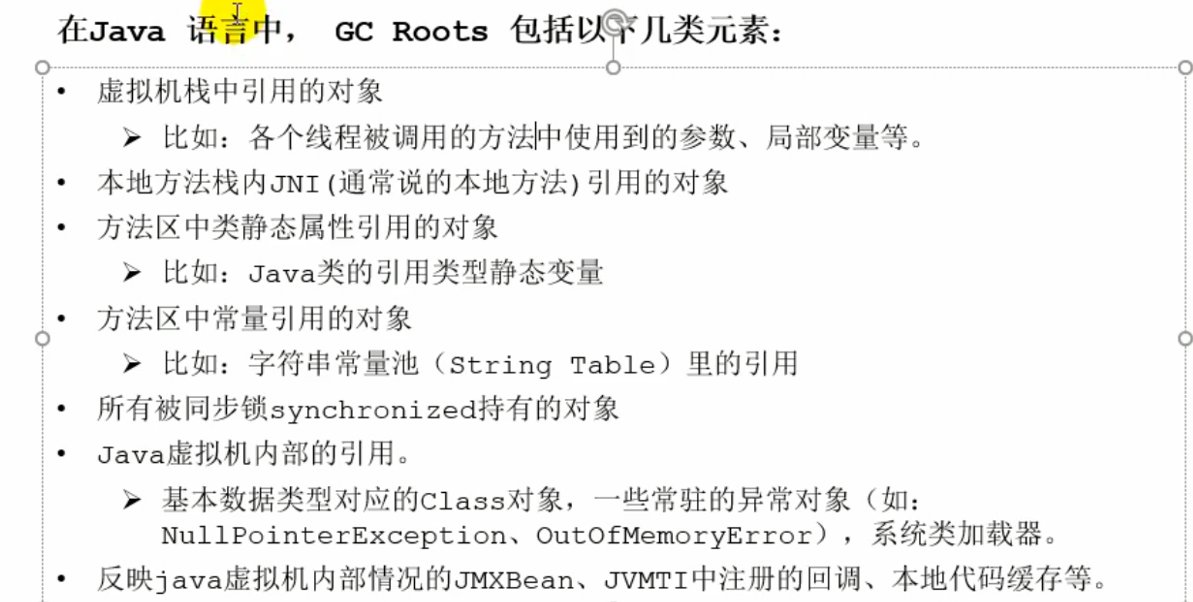 在Java 语言中, GC Roots 包括以下几类元素:
• 虚拟机栈中引用的对象
➢ 比如: 各个线程被调用的方法中使用到的参数、局部变量等。
• 本地方法栈内JNI(通常说的本地方法)引用的对象
• 方法区中类静态属性引用的对象
➢ 比如: Java类的引用类型静态变量
• 方法区中常量引用的对象
➢ 比如: 字符串常量池（String Table）里的引用
• 所有被同步锁synchronized持有的对象
• Java虚拟机内部的引用。
➢ 基本数据类型对应的Class对象, 一些常驻的异常对象（如:
NullPointerException、OutOfMemoryError）, 系统类加载器。
• 反映java虚拟机内部情况的JMXBean、JVMTI中注册的回调、本地代码缓存等。